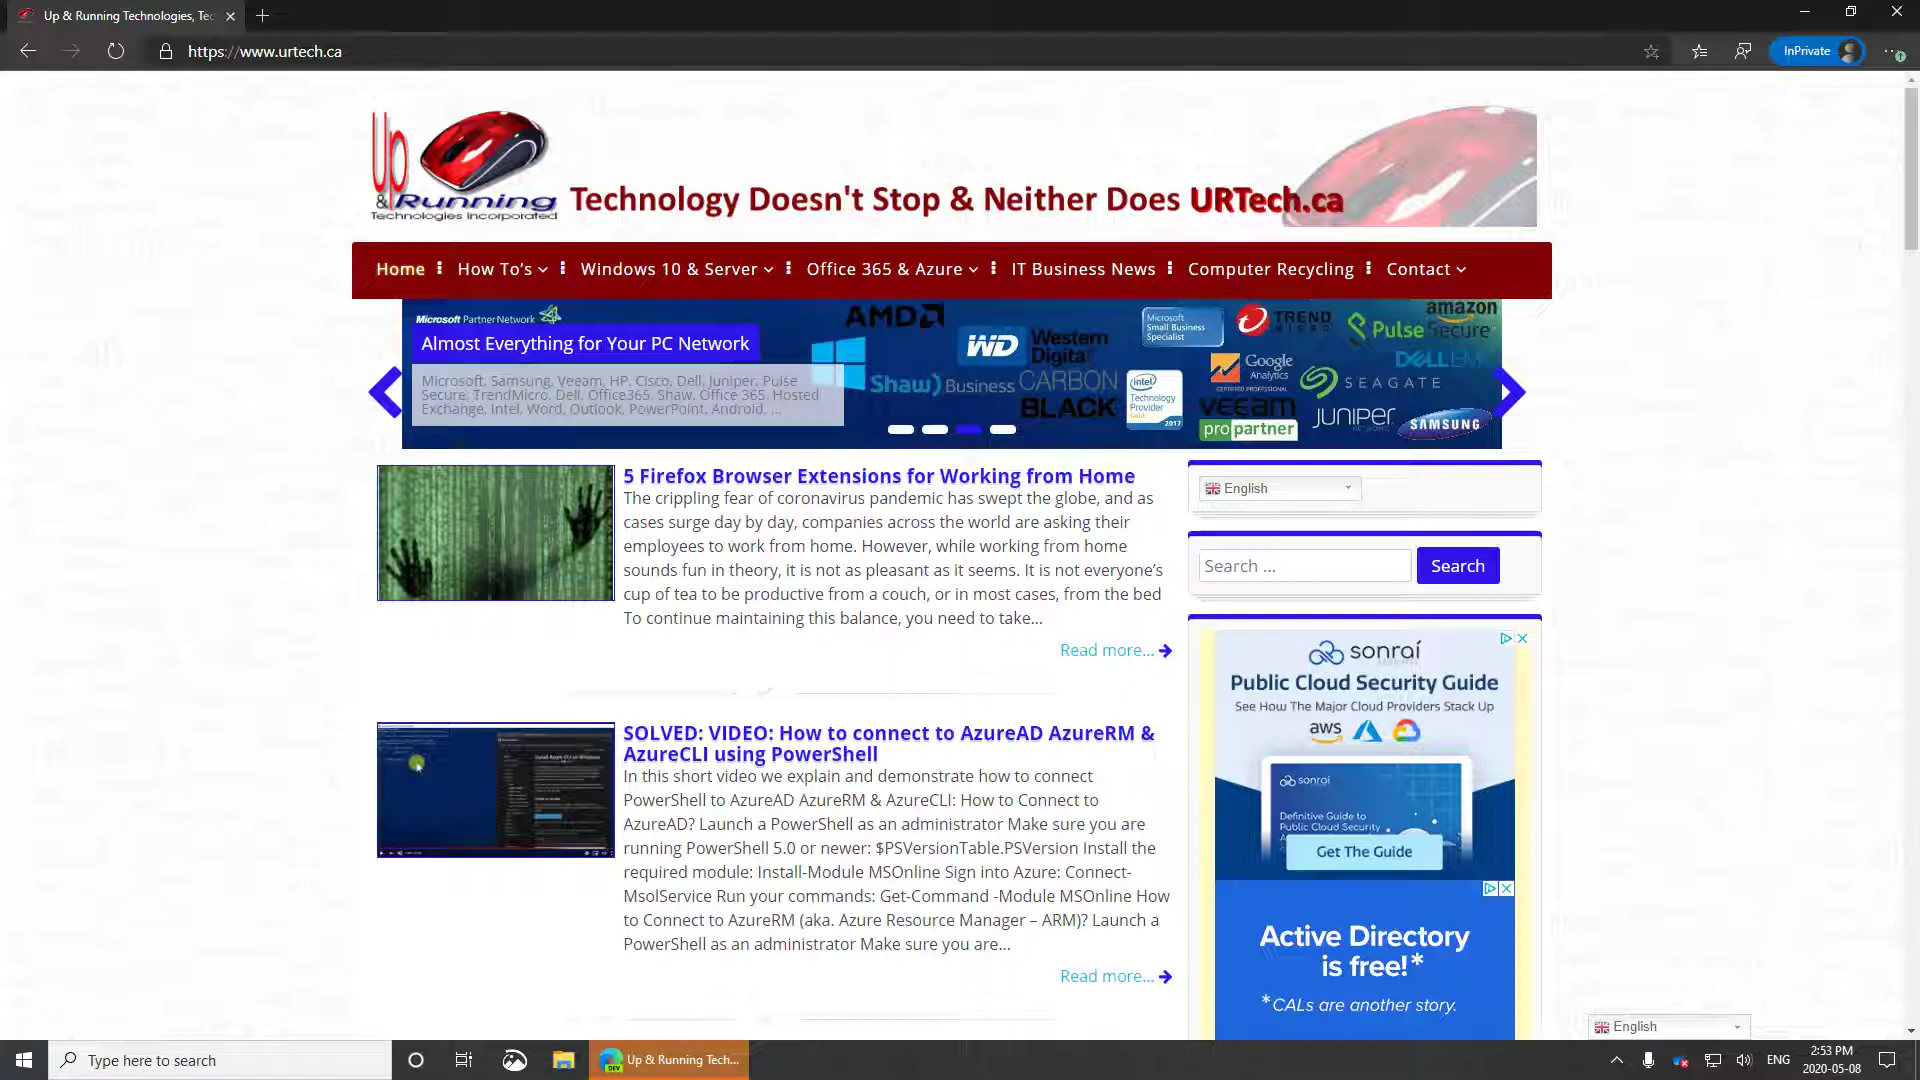 Up & Running Technologies, Tec
https://www.urtech.ca
InPrivate
Up
&Running
Technologies Incorporated
Technology Doesn't Stop & Neither Does URTech.ca
Home
How To's
Windows 10 & Server
Office 365 & Azure
IT Business News
Computer Recycling
Contact
Microsoft Partner Network
Almost Everything for Your PC Network
Microsoft, Samsung, Veeam, HP, Cisco, Dell, Juniper, Pulse
Secure, TrendMicro, Dell, Office365, Shaw, Office 365, Hosted
Exchange, Intel, Word, Outlook, PowerPoint, Android, ...
AMD
WD
Western
Digital
Shaw) Business
CARBON
BLACK
Microsoft
Small Business
Specialist
intel
Technology
Provider
Gold
2017
TREND
MICRO
Google
Analytics
CERTIFIED PROFESSIONAL
veeam
propartner
amazon
Pulse Secure
DELL EM
SEAGATE
JUNIPER
SAMSUNG
5 Firefox Browser Extensions for Working from Home
The crippling fear of coronavirus pandemic has swept the globe, and as
cases surge day by day, companies across the world are asking their
employees to work from home. However, while working from home
sounds fun in theory, it is not as pleasant as it seems. It is not everyone's
cup of tea to be productive from a couch, or in most cases, from the bed
To continue maintaining this balance, you need to take...
Read more...
SOLVED: VIDEO: How to connect to AzureAD AzureRM &
AzureCLI using PowerShell
In this short video we explain and demonstrate how to connect
PowerShell to AzureAD AzureRM & AzureCLI: How to Connect to
AzureAD? Launch a PowerShell as an administrator Make sure you are
running PowerShell 5.0 or newer: $PSVersionTable.PSVersion Install the
required module: Install-Module MSOnline Sign into Azure: Connect-
MsolService Run your commands: Get-Command -Module MSOnline How
to Connect to AzureRM (aka. Azure Resource Manager – ARM)? Launch a
PowerShell as an administrator Make sure you are...
Read more...
English
Search ...
Search
sonraí
Public Cloud Security Guide
See How The Major Cloud Providers Stack Up
aws
sonraí
Definitive Guide to
Public Cloud Security
Get The Guide
Active Directory
is free!*
*CALs are another story.
English
Type here to search
DEV
Up & Running Tech...
ENG
2:53 PM
2020-05-08